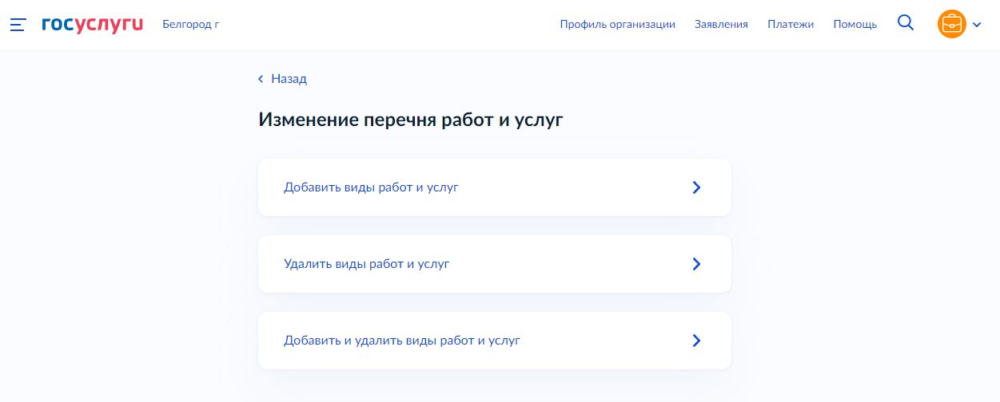 госуслуги Белгород г Профиль организации Заявления Платежи Помощь
Назад
Изменение перечня работ и услуг
Добавить виды работ и услуг
Удалить виды работ и услуг
Добавить и удалить виды работ и услуг